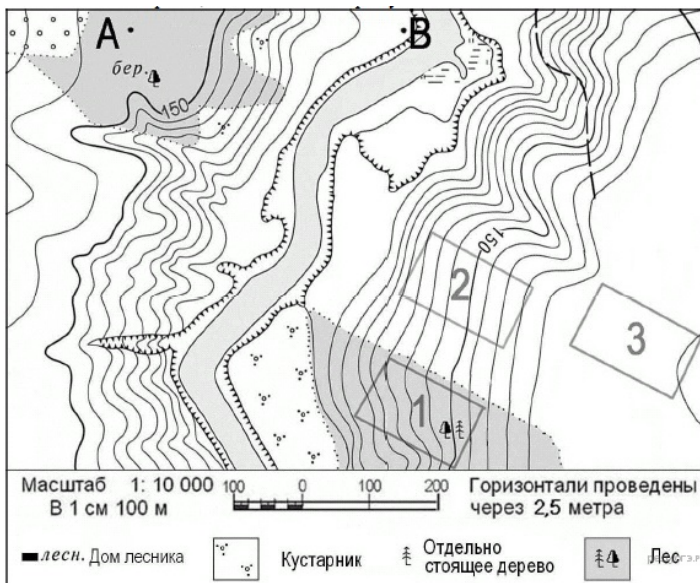 А В
бер.
150
150
2
3
1
Масштаб 1: 10 000
В 1 см 100 м
100 0 100 200
Горизонтали проведены
через 2,5 метра
лесн. Дом лесника
Кустарник
Отдельно
стоящее дерево
Лес